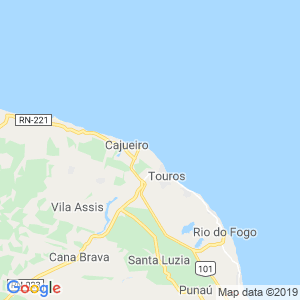 RN-221
Cajueiro
Touros
Vila Assis
Rio do Fogo
Cana Brava
Santa Luzia
101
Punaú
Google
Map data ©2019